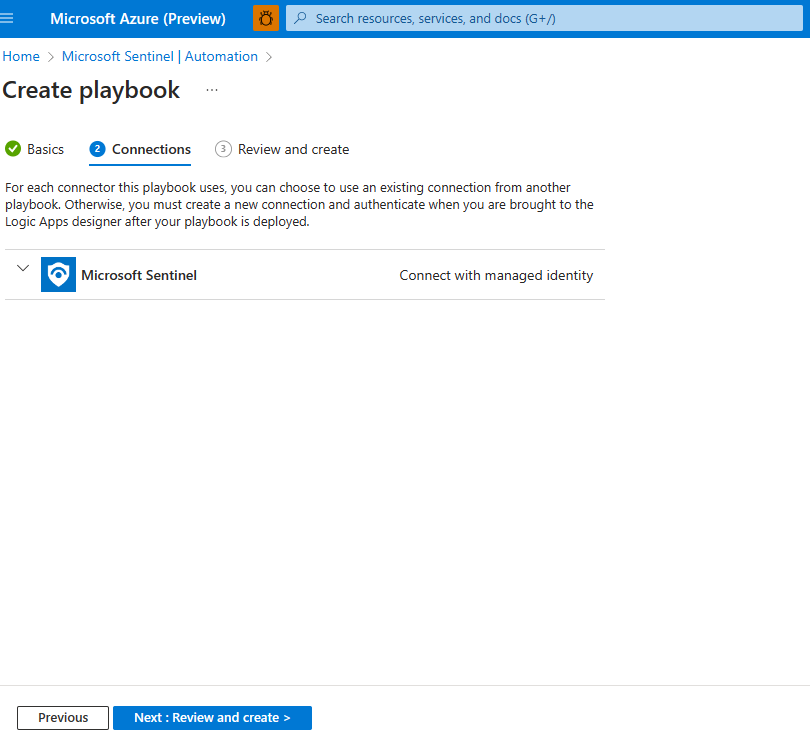 Microsoft Azure (Preview)
Search resources, services, and docs (G+/)
Home > Microsoft Sentinel | Automation >
Create playbook ...
Basics
2 Connections
3 Review and create
For each connector this playbook uses, you can choose to use an existing connection from another
playbook. Otherwise, you must create a new connection and authenticate when you are brought to the
Logic Apps designer after your playbook is deployed.
Microsoft Sentinel
Connect with managed identity
Previous
Next : Review and create >